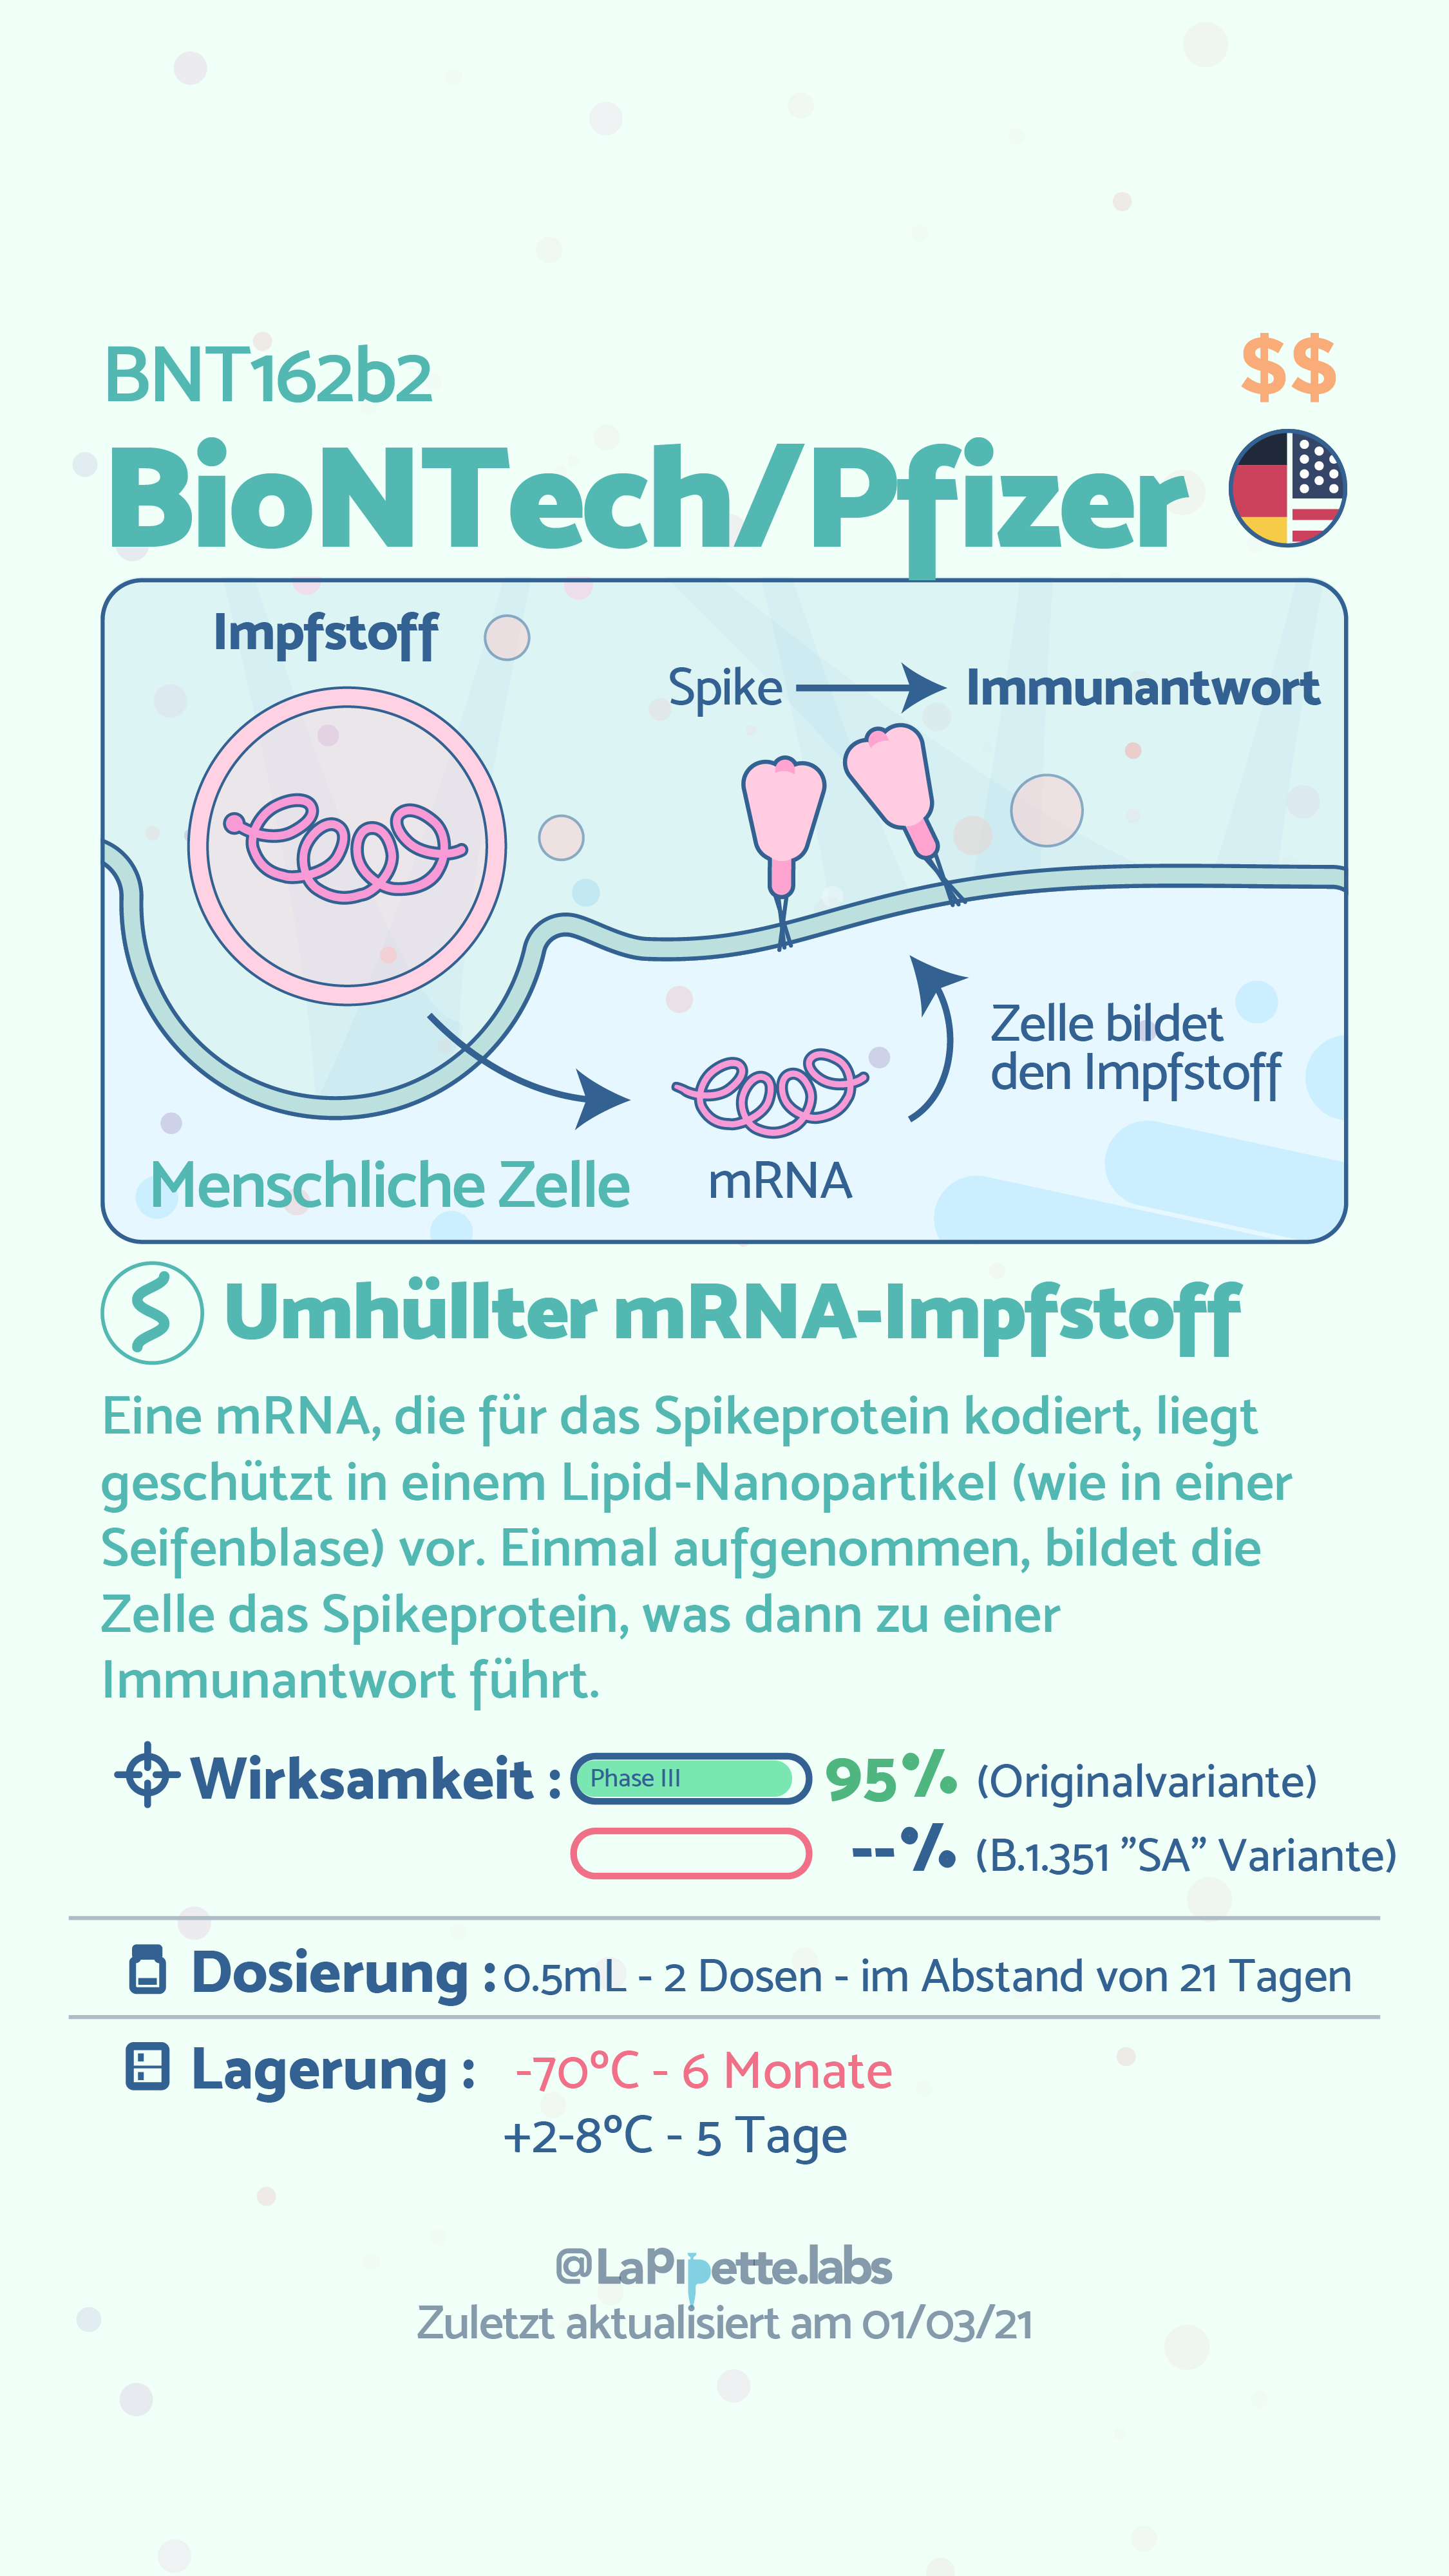 BNT162b2
$$
BioNTech/Pfizer
Impfstoff
Spike
Immunantwort
Zelle bildet
den Impfstoff
Menschliche Zelle
mRNA
Umhüllter mRNA-Impfstoff
Eine mRNA, die für das Spikeprotein kodiert, liegt
geschützt in einem Lipid-Nanopartikel (wie in einer
Seifenblase) vor. Einmal aufgenommen, bildet die
Zelle das Spikeprotein, was dann zu einer
Immunantwort führt.
Wirksamkeit : Phase III 95% (Originalvariante)
--% (B.1.351 ”SA” Variante)
Dosierung : 0.5mL - 2 Dosen - im Abstand von 21 Tagen
Lagerung : -70°C - 6 Monate
+2-8°C - 5 Tage
@LaPipette.labs
Zuletzt aktualisiert am 01/03/21